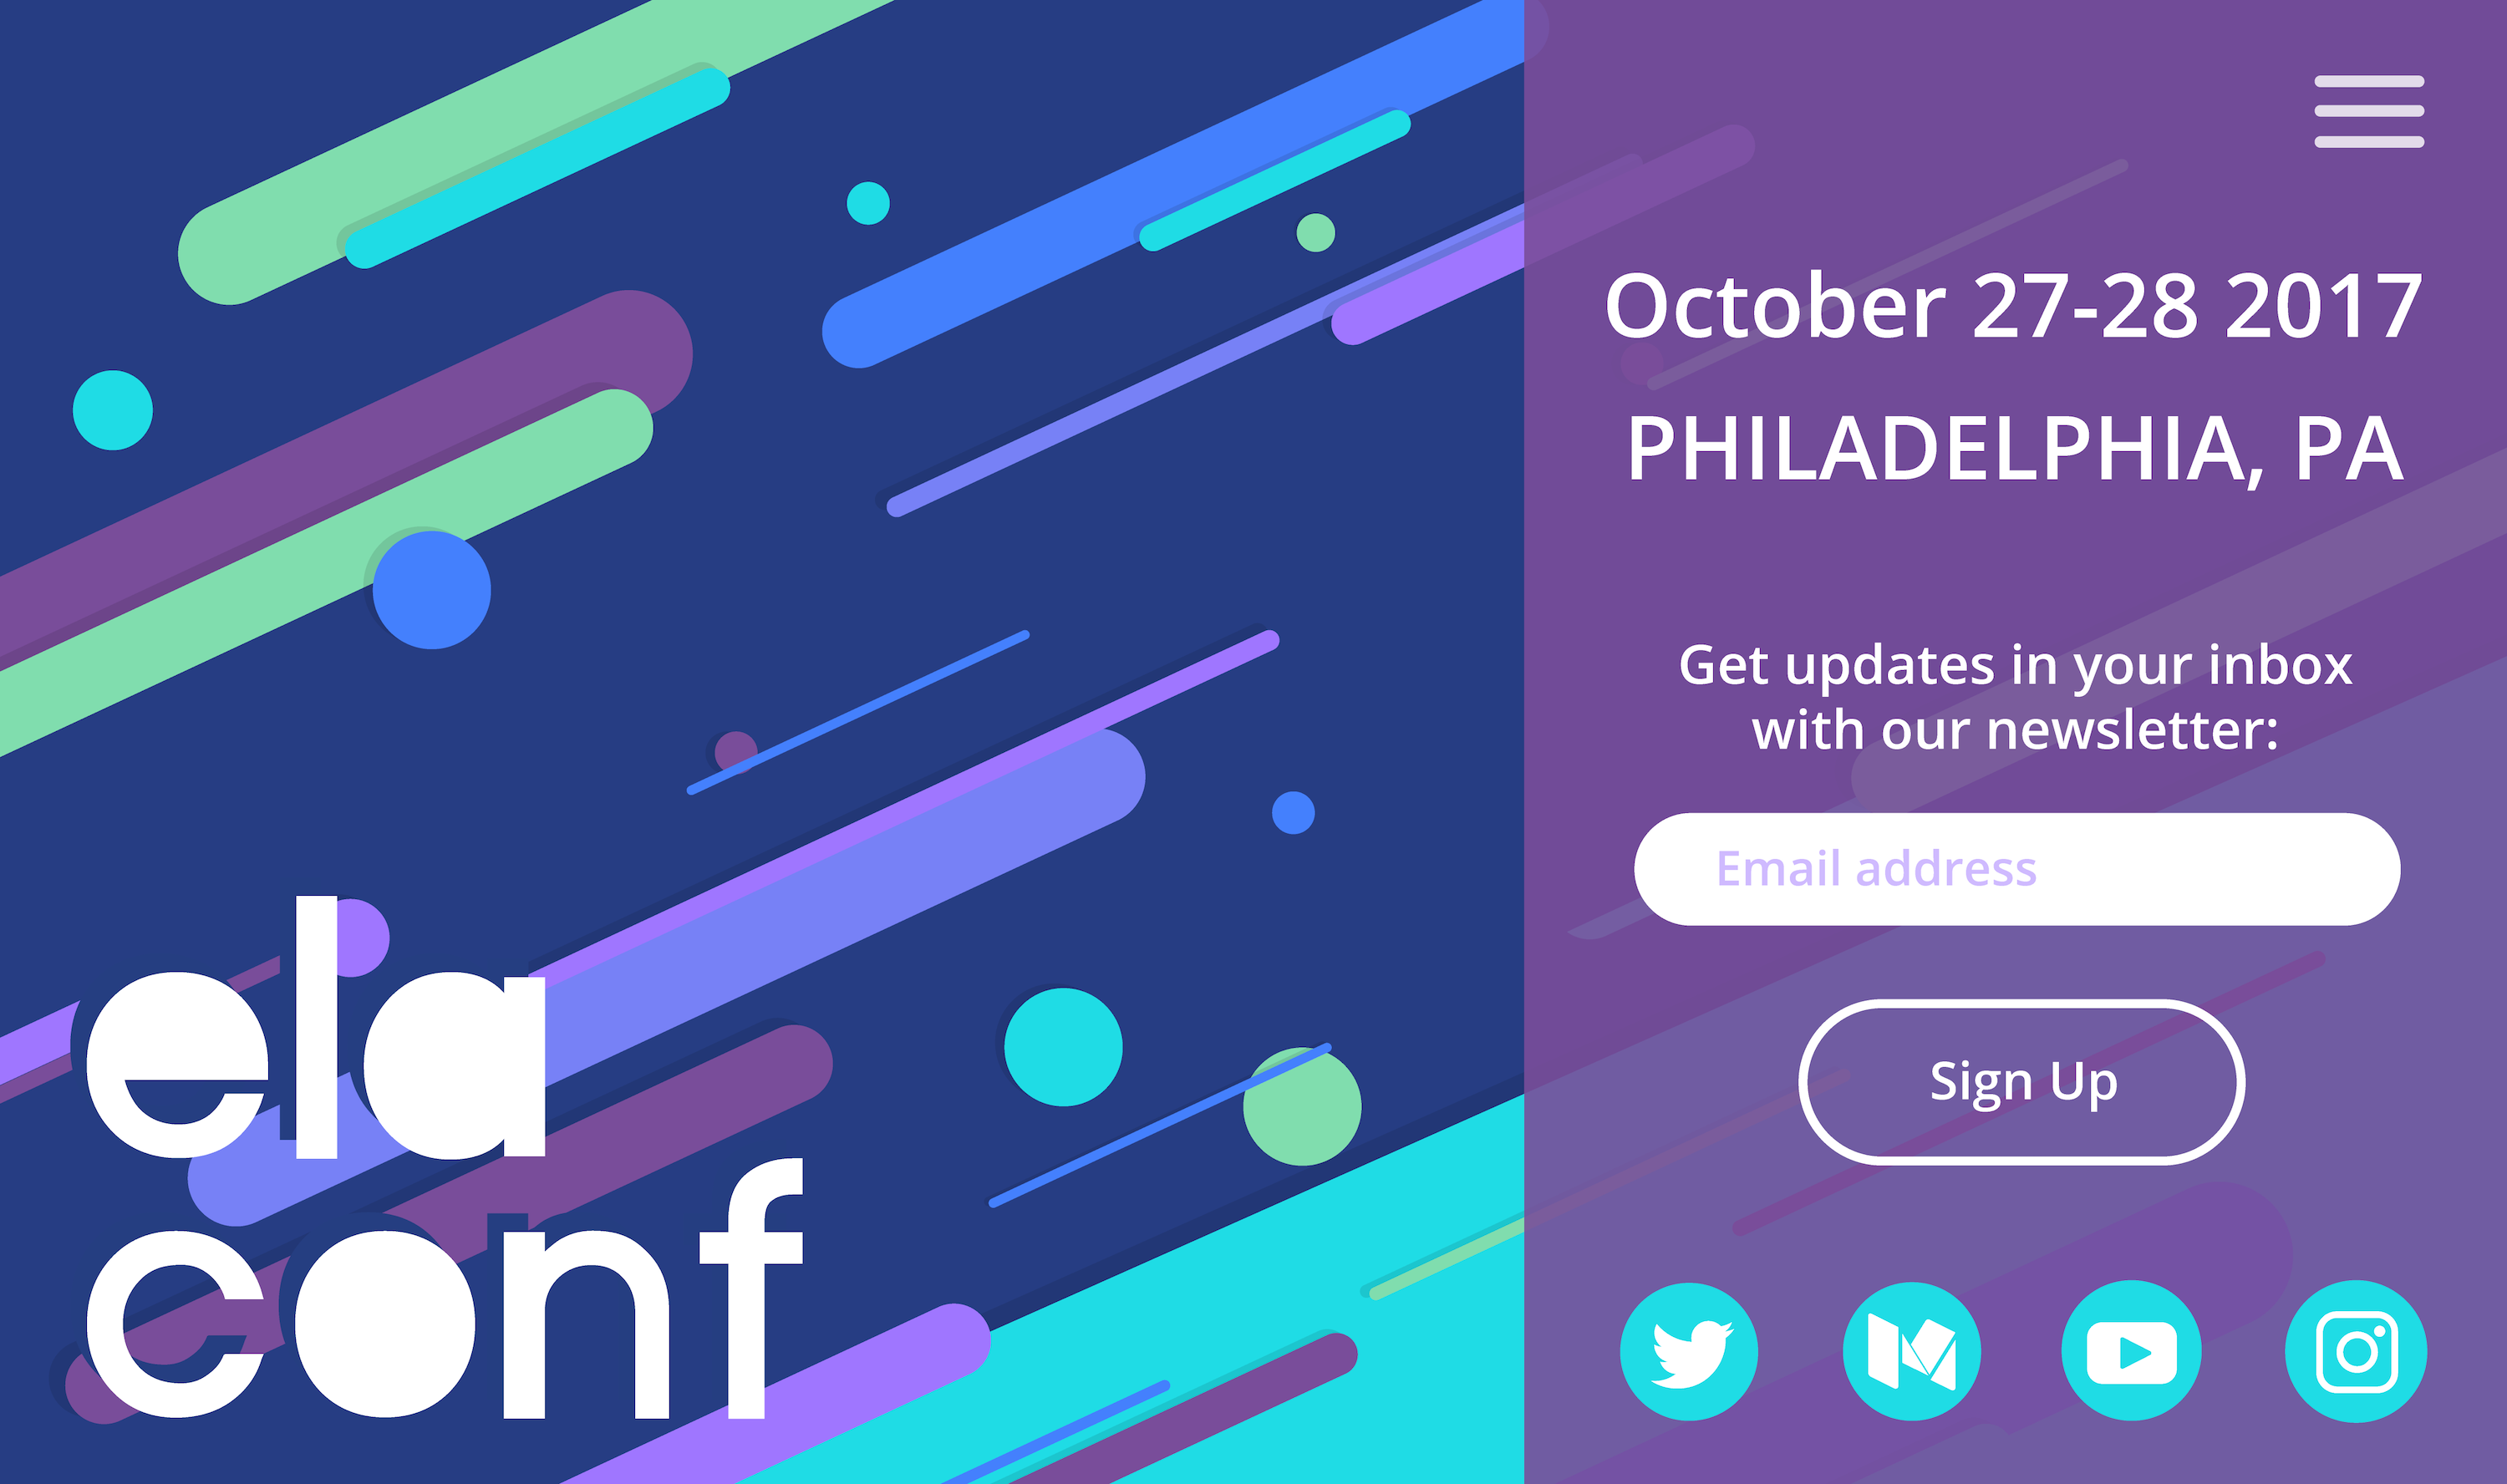 ela
conf
October 27-28 2017
PHILADELPHIA, PA
Get updates in your inbox
with our newsletter:
Email address
Sign Up